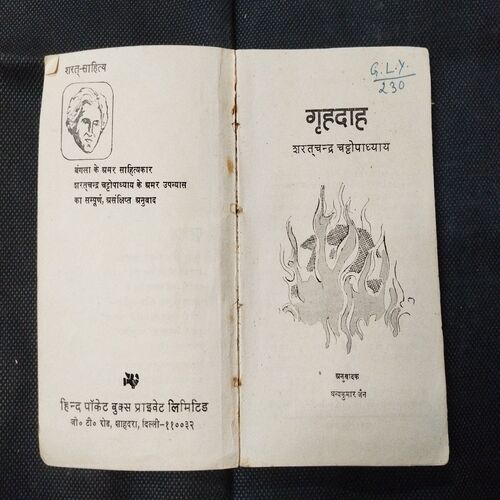 शरत्-साहित्य
बंगला के अमर साहित्यकार
शरत्चन्द्र चट्टोपाध्याय के अमर उपन्यास
का सम्पूर्ण, असंक्षिप्त अनुवाद
हिन्द पॉकेट बुक्स प्राइवेट लिमिटिड
जी० टी० रोड, शाहदरा, दिल्ली-११००३२
G.L.Y.
230
गृहदाह
शरत्चन्द्र चट्टोपाध्याय
अनुवादक
धन्यकुमार जैन